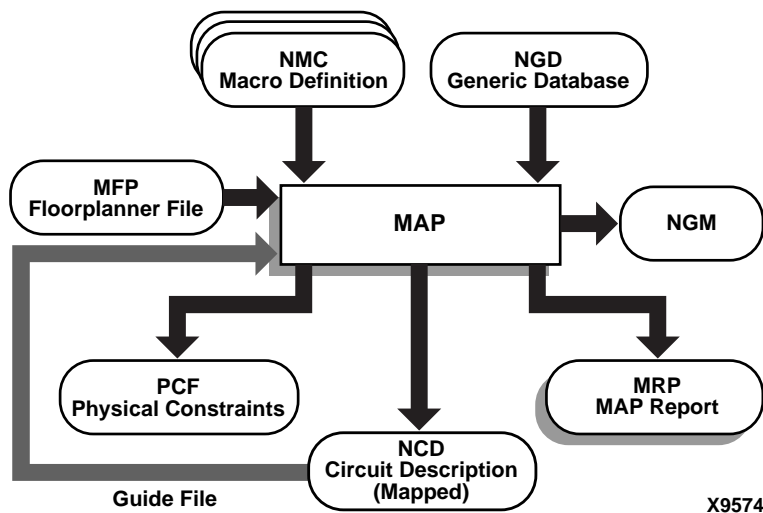 NMC
Macro Definition
NGD
Generic Database
MFP
Floorplanner File
MAP
NGM
PCF
Physical Constraints
MRP
MAP Report
NCD
Circuit Description
(Mapped)
Guide File
X9574